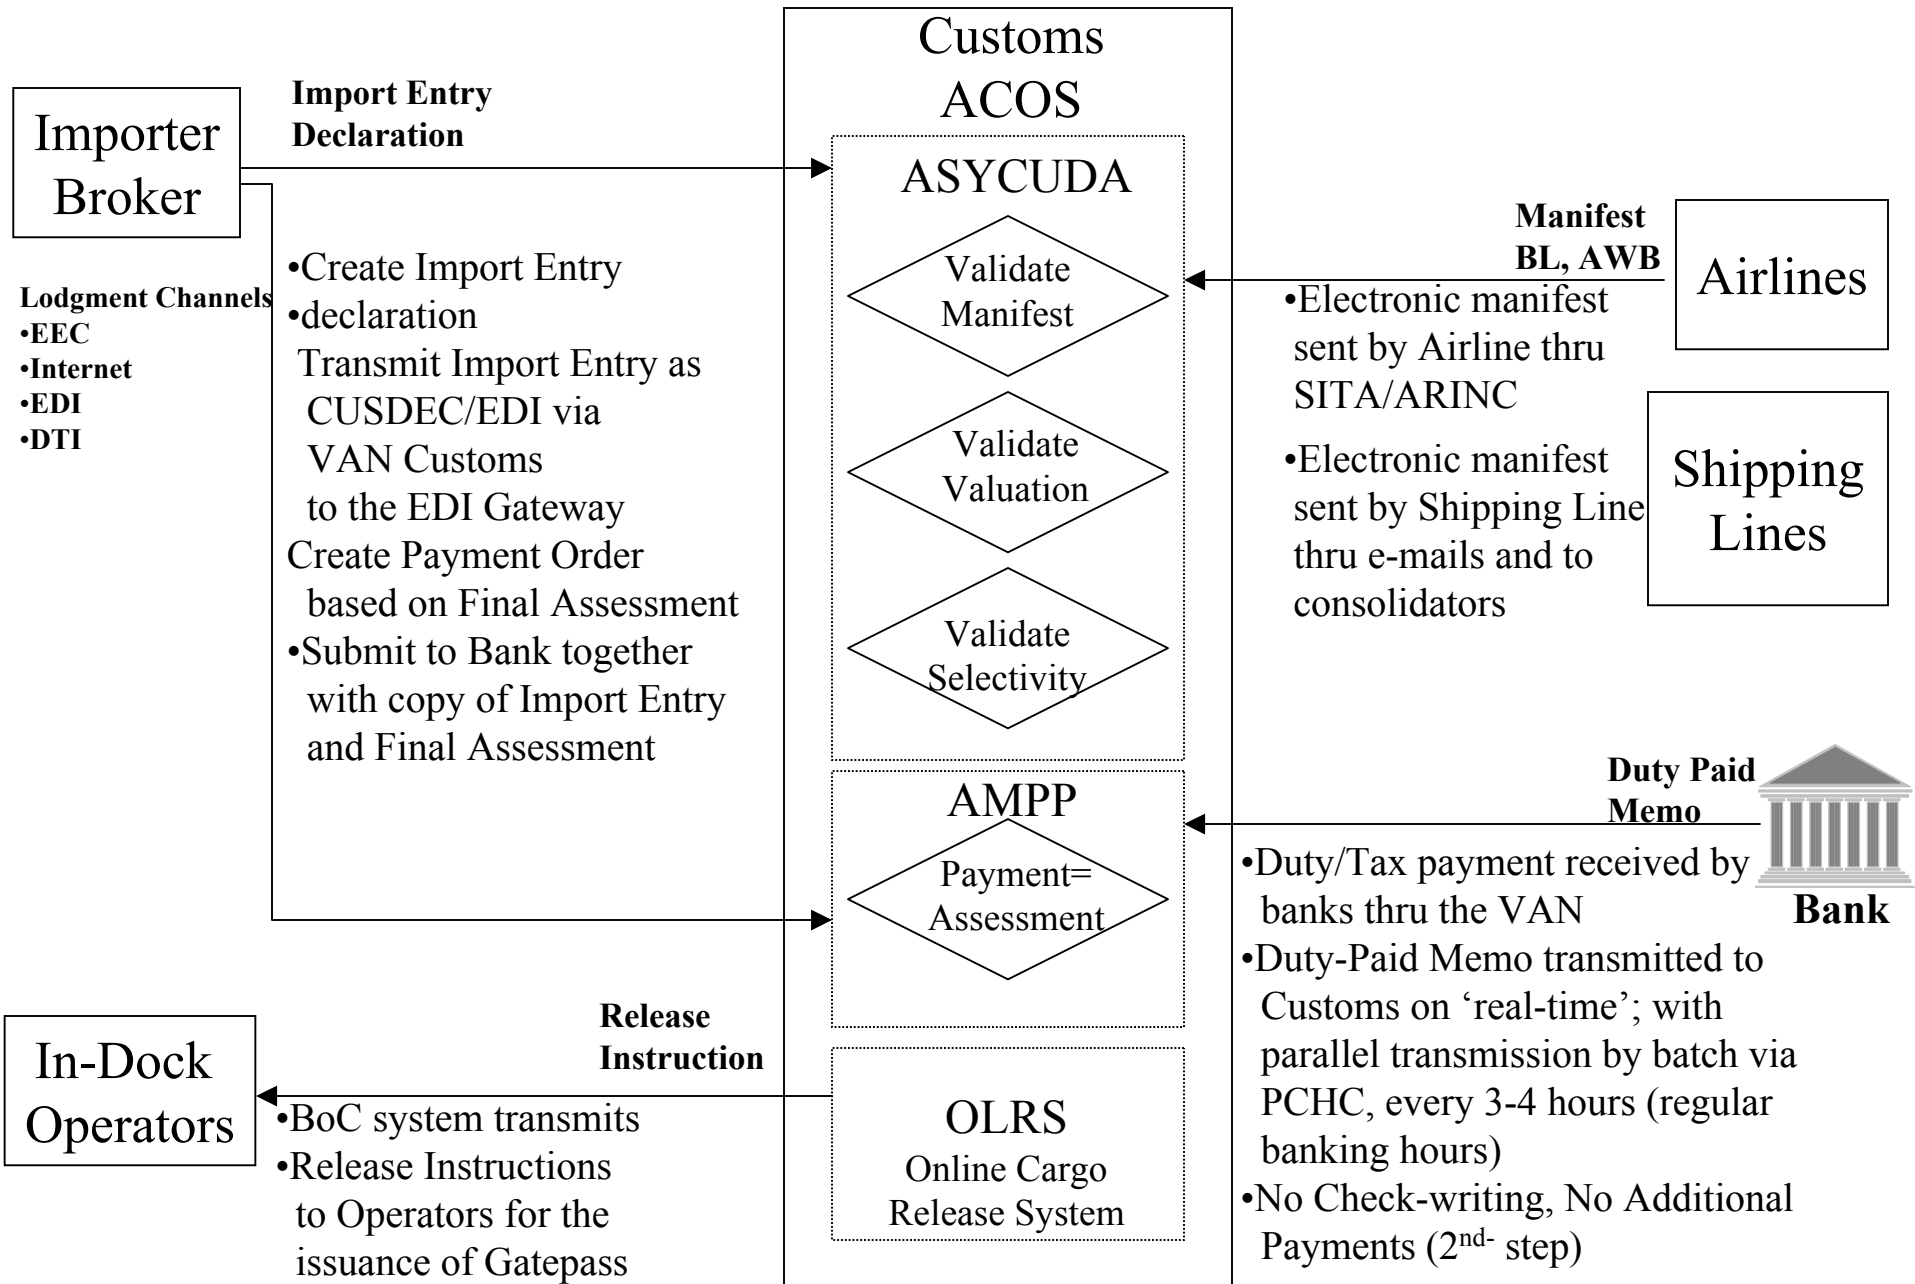 Customs
ACOS
Import Entry
Declaration
Importer
Broker
Lodgment Channels
•EEC
•Internet
•EDI
•DTI
•Create Import Entry
•declaration
Transmit Import Entry as
CUSDEC/EDI via
VAN Customs
to the EDI Gateway
Create Payment Order
based on Final Assessment
•Submit to Bank together
with copy of Import Entry
and Final Assessment
ASYCUDA
Validate
Manifest
Validate
Valuation
Validate
Selectivity
AMPP
Payment=
Assessment
OLRS
Online Cargo
Release System
Manifest
BL, AWB
Airlines
•Electronic manifest
sent by Airline thru
SITA/ARINC
•Electronic manifest
sent by Shipping Line
thru e-mails and to
consolidators
Shipping
Lines
Duty Paid
Memo
Bank
•Duty/Tax payment received by
banks thru the VAN
•Duty-Paid Memo transmitted to
Customs on ‘real-time’; with
parallel transmission by batch via
PCHC, every 3-4 hours (regular
banking hours)
•No Check-writing, No Additional
Payments (2nd- step)
Release
Instruction
In-Dock
Operators
•BoC system transmits
•Release Instructions
to Operators for the
issuance of Gatepass